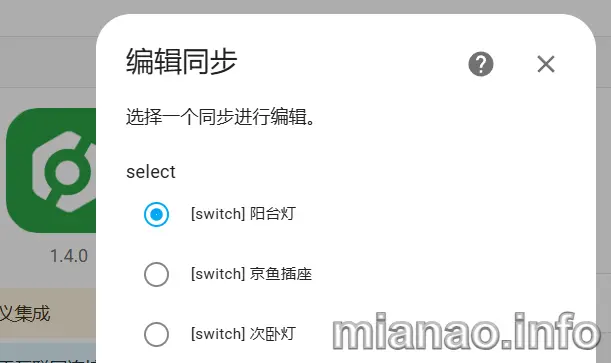 编辑同步
选择一个同步进行编辑。
select
[switch] 阳台灯
1.4.0
[switch] 京鱼插座
义集成
[switch] 次卧灯
mianao.info